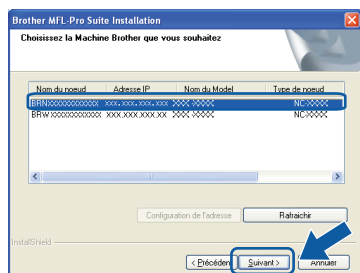 Brother MFL-Pro Suite Installation
Choisissez la Machine Brother que vous souhaitez
Nom du noeud Adresse IP Nom du Model Type de noeud
BRNXXXXXXXXXXXX XXX.XXX.XXX.XXX XXX-XXXX NC-XXXX
BRWXXXXXXXXXXXX XXX.XXX.XXX.XX XXX-XXXX NC-XXXX
Configuration de l'adresse Rafraichir
InstallShield
< Précéden Suivant > Annuler